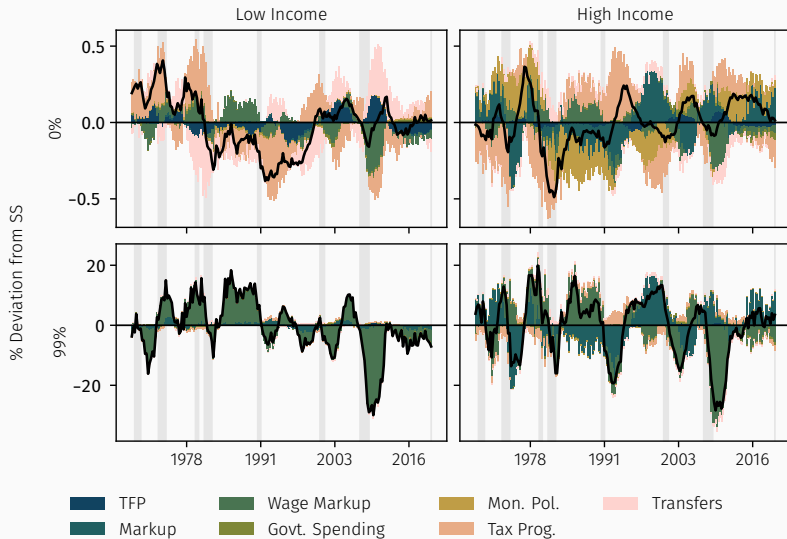 Low Income
High Income
% Deviation from SS
0%
0.5
0.0
−0.5
99%
20
0
−20
1978
1991
2003
2016
1978
1991
2003
2016
TFP
Wage Markup
Mon. Pol.
Transfers
Markup
Govt. Spending
Tax Prog.